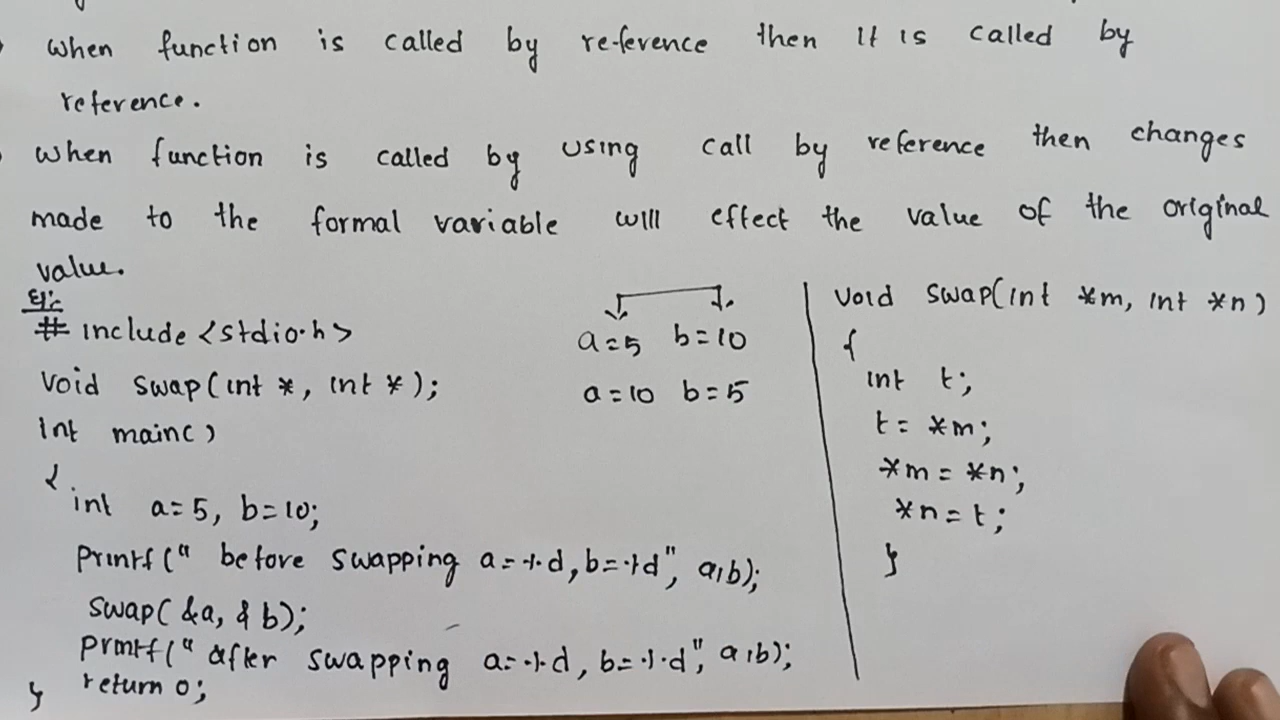 when function is called by reference then it is called by
reference.
when function is called by using call by reference then changes
made to the formal variable will effect the value of the original
value.
Ex:
# include <stdio.h>
void swap(int *, int *);
int main()
{
int a=5, b=10;
printf(" before swapping a=%d, b=%d", a,b);
swap( &a, & b);
printf(" after swapping a=%d, b=%d", a,b);
return 0;
}
a=5 b=10
a=10 b=5
void swap(int *m, int *n)
{
int t;
t= *m;
*m = *n;
*n = t;
}